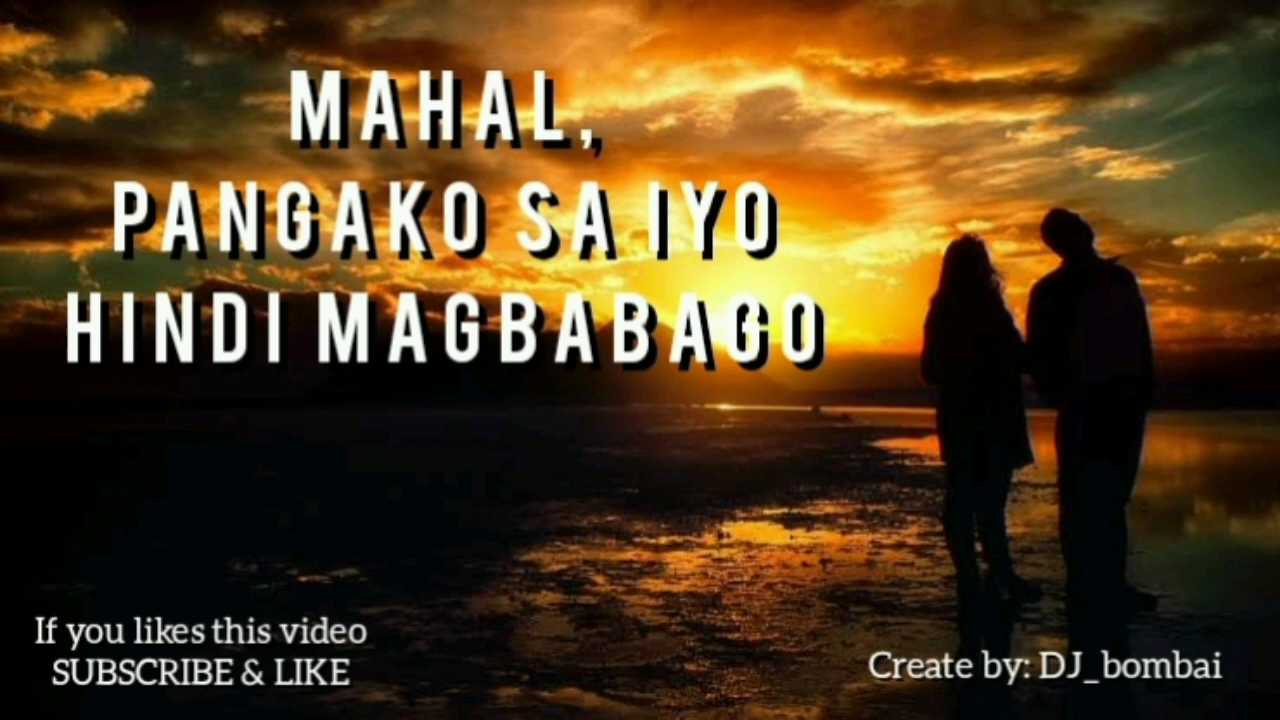 MAHAL,
PANGAKO SA IYO
HINDI MAGBABAGO
If you likes this video
SUBSCRIBE & LIKE
Create by: DJ_bombai